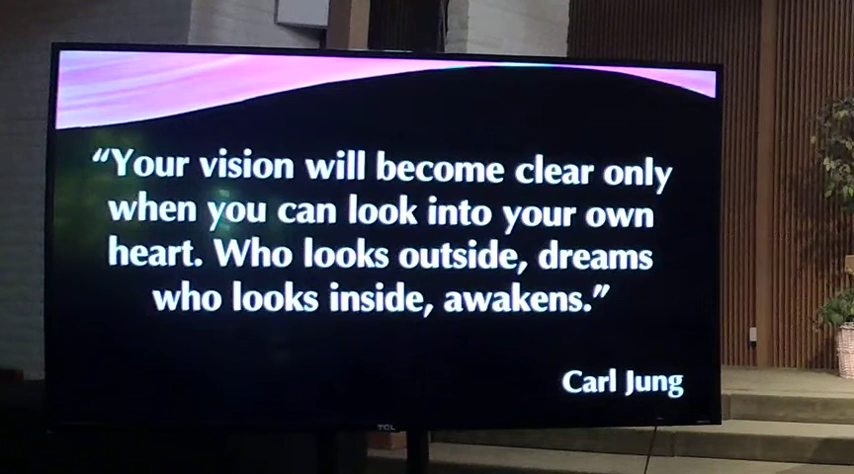 “Your vision will become clear only
when you can look into your own
heart. Who looks outside, dreams
who looks inside, awakens.”
Carl Jung
TCL